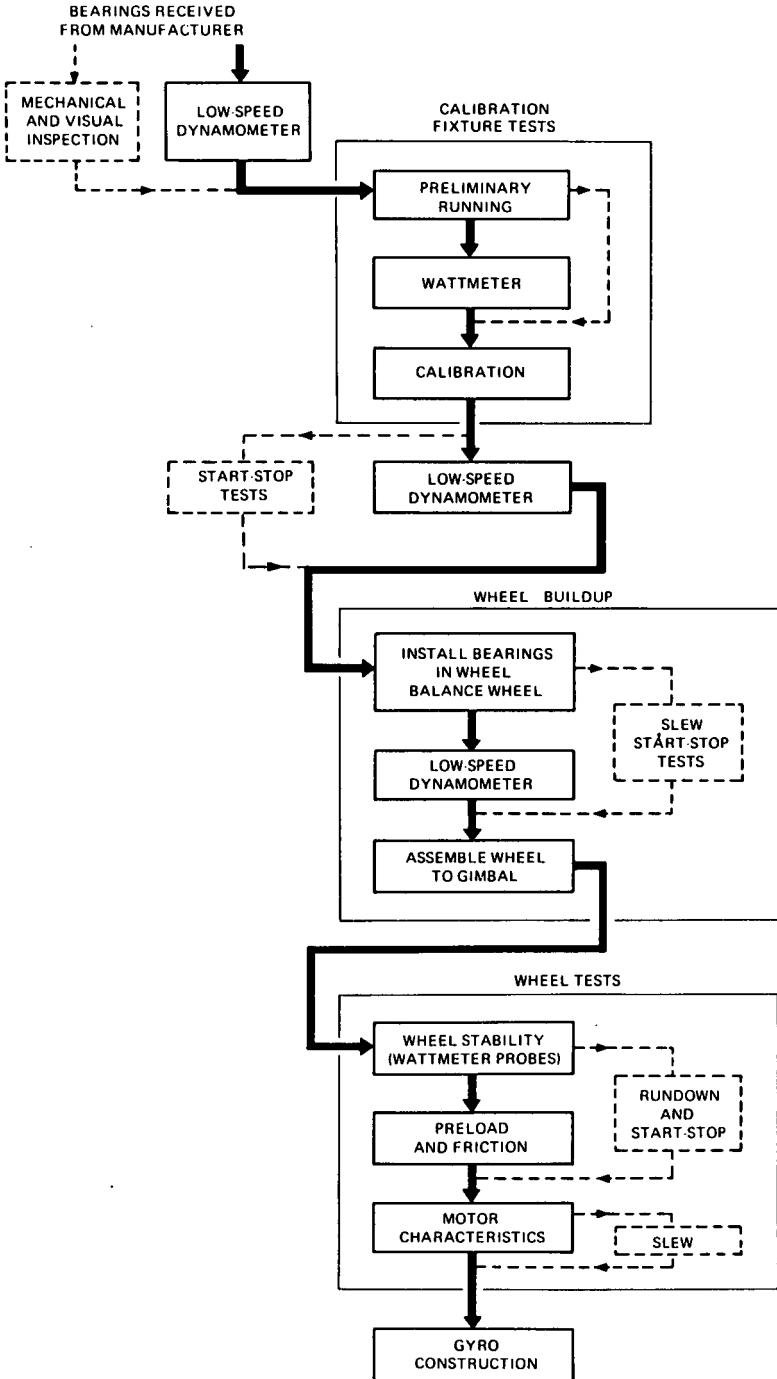 BEARINGS RECEIVED
FROM MANUFACTURER
MECHANICAL
AND VISUAL
INSPECTION
LOW-SPEED
DYNAMOMETER
CALIBRATION
FIXTURE TESTS
PRELIMINARY
RUNNING
WATTMETER
CALIBRATION
START-STOP
TESTS
LOW-SPEED
DYNAMOMETER
WHEEL BUILDUP
INSTALL BEARINGS
IN WHEEL
BALANCE WHEEL
SLEW
START-STOP
TESTS
LOW-SPEED
DYNAMOMETER
ASSEMBLE WHEEL
TO GIMBAL
WHEEL TESTS
WHEEL STABILITY
(WATTMETER PROBES)
RUNDOWN
AND
START-STOP
PRELOAD
AND FRICTION
MOTOR
CHARACTERISTICS
SLEW
GYRO
CONSTRUCTION